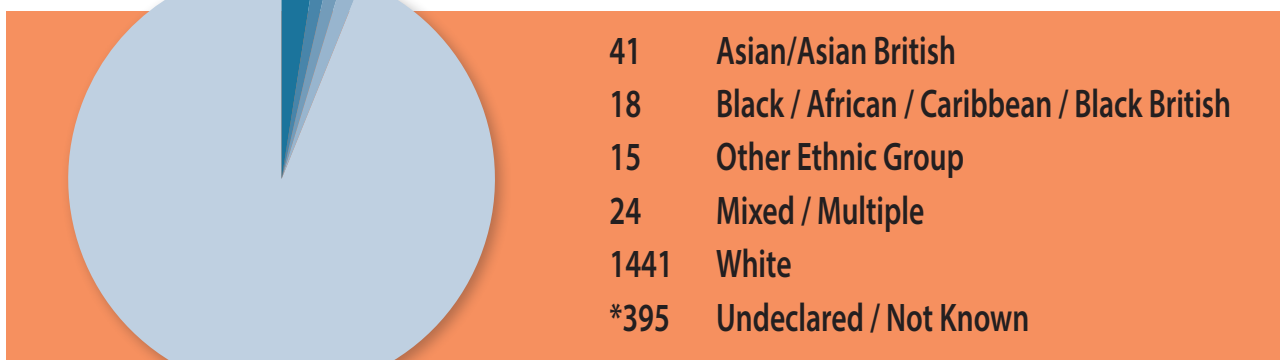 41 Asian/Asian British
18 Black / African / Caribbean / Black British
15 Other Ethnic Group
24 Mixed / Multiple
1441 White
*395 Undeclared / Not Known